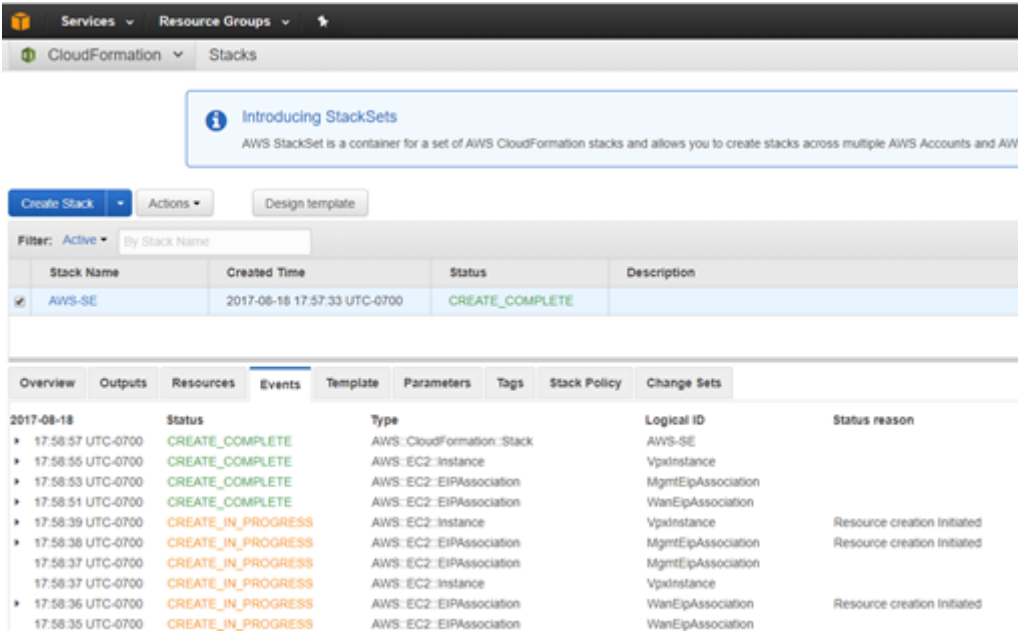 Services Resource Groups
CloudFormation Stacks
Introducing StackSets
AWS StackSet is a container for a set of AWS CloudFormation stacks and allows you to create stacks across multiple AWS Accounts and AW
Create Stack Actions Design template
Filter: Active By Stack Name
Stack Name Created Time Status Description
AWS-SE 2017-08-18 17:57:33 UTC-0700 CREATE_COMPLETE
Overview Outputs Resources Events Template Parameters Tags Stack Policy Change Sets
2017-08-18 Status Type Logical ID Status reason
17:58:57 UTC-0700 CREATE_COMPLETE AWS::CloudFormation::Stack AWS-SE
17:58:55 UTC-0700 CREATE_COMPLETE AWS::EC2::Instance VpxInstance
17:58:53 UTC-0700 CREATE_COMPLETE AWS::EC2::EIPAssociation MgmtEipAssociation
17:58:51 UTC-0700 CREATE_COMPLETE AWS::EC2::EIPAssociation WanEipAssociation
17:58:39 UTC-0700 CREATE_IN_PROGRESS AWS::EC2::Instance VpxInstance Resource creation Initiated
17:58:38 UTC-0700 CREATE_IN_PROGRESS AWS::EC2::EIPAssociation MgmtEipAssociation Resource creation Initiated
17:58:37 UTC-0700 CREATE_IN_PROGRESS AWS::EC2::EIPAssociation MgmtEipAssociation
17:58:37 UTC-0700 CREATE_IN_PROGRESS AWS::EC2::Instance VpxInstance
17:58:36 UTC-0700 CREATE_IN_PROGRESS AWS::EC2::EIPAssociation WanEipAssociation Resource creation Initiated
17:58:35 UTC-0700 CREATE_IN_PROGRESS AWS::EC2::EIPAssociation WanEipAssociation